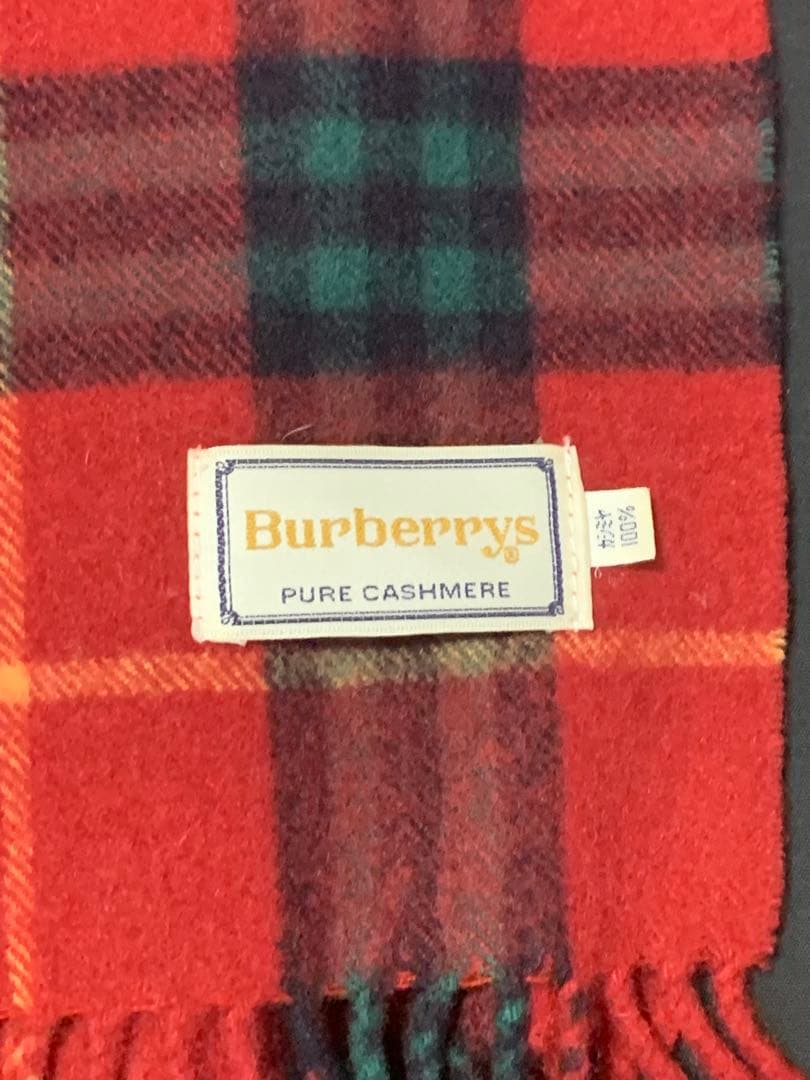 Burberrys®
PURE CASHMERE
カシミヤ
100%